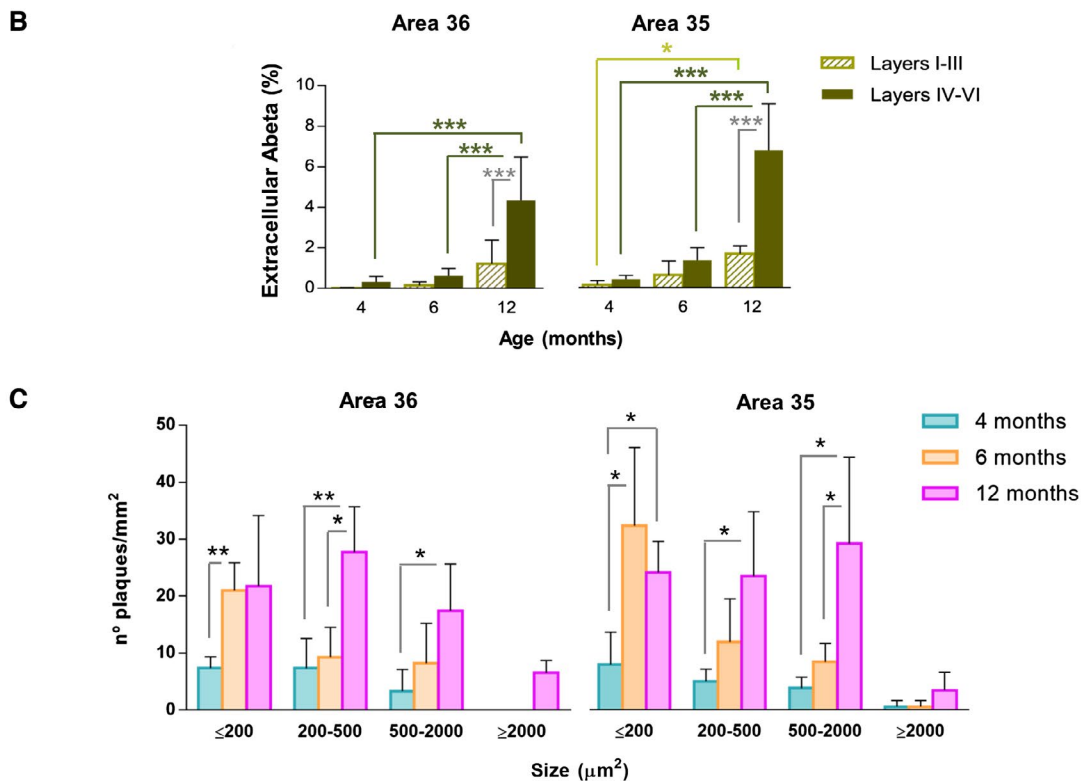 B
Area 36
Area 35
*
Layers I-III
***
Layers IV-VI
10
Extracellular Abeta (%)
8
6
4
2
0
***
***
***
***
***
4
6
12
4
6
12
Age (months)
C
Area 36
Area 35
4 months
6 months
12 months
nº plaques/mm²
50
40
30
20
10
0
**
**
*
*
*
*
*
*
*
≤200
200-500
500-2000
≥2000
≤200
200-500
500-2000
≥2000
Size (μm²)